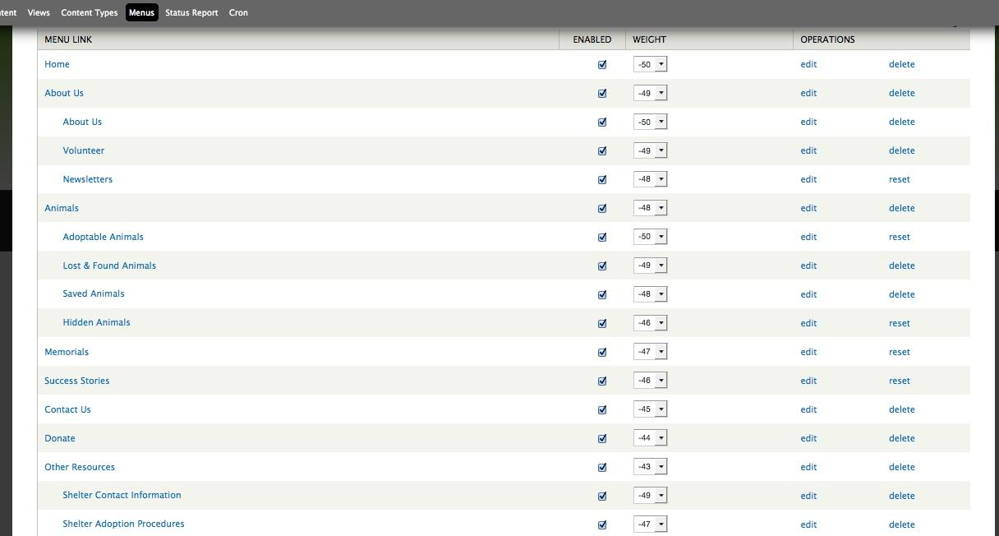 tent Views Content Types Menus Status Report Cron
MENU LINK ENABLED WEIGHT OPERATIONS
Home -50 edit delete
About Us -49 edit delete
About Us -50 edit delete
Volunteer -49 edit delete
Newsletters -48 edit reset
Animals -48 edit delete
Adoptable Animals -50 edit reset
Lost & Found Animals -49 edit delete
Saved Animals -48 edit delete
Hidden Animals -46 edit reset
Memorials -47 edit reset
Success Stories -46 edit reset
Contact Us -45 edit delete
Donate -44 edit delete
Other Resources -43 edit delete
Shelter Contact Information -49 edit delete
Shelter Adoption Procedures -47 edit delete